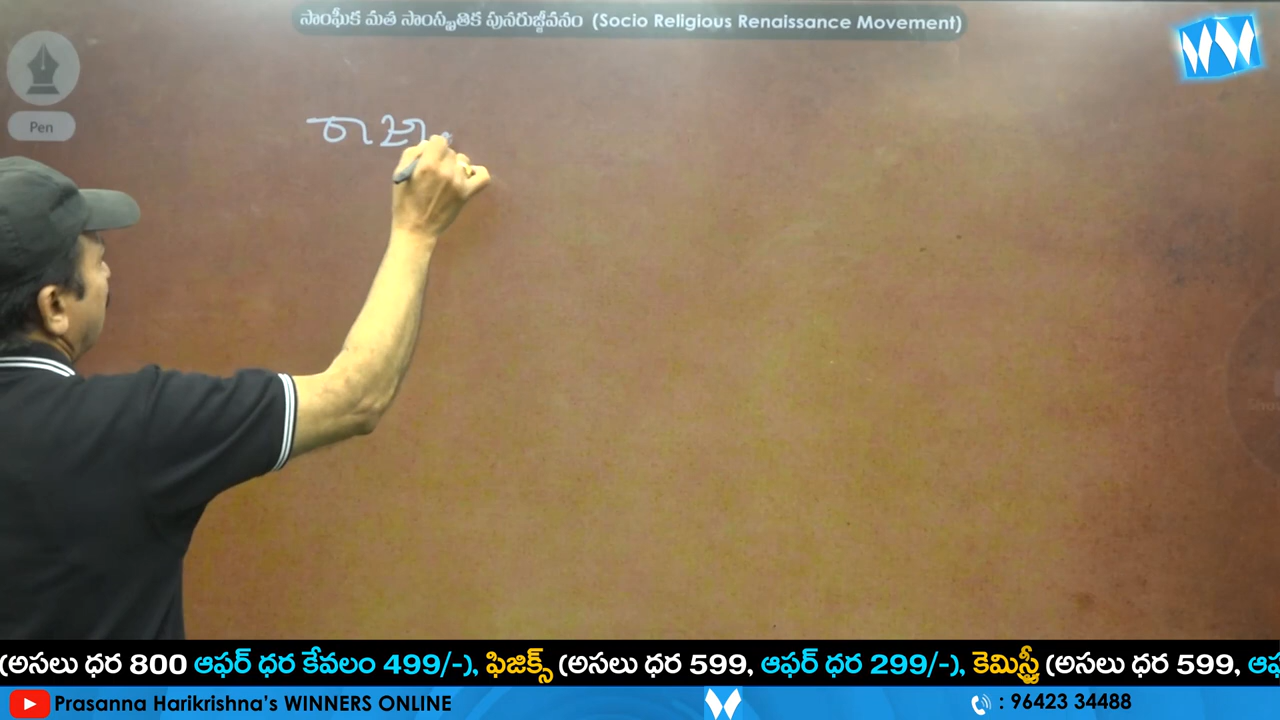 సాంఘీక మత సాంస్కృతిక పునరుజ్జీవనం (Socio Religious Renaissance Movement)
Pen
రాజా
(అసలు ధర 800 ఆఫర్ ధర కేవలం 499/-), ఫిజిక్స్ (అసలు ధర 599, ఆఫర్ ధర 299/-), కెమిస్ట్రీ (అసలు ధర 599,
Prasanna Harikrishna's WINNERS ONLINE
: 96423 34488